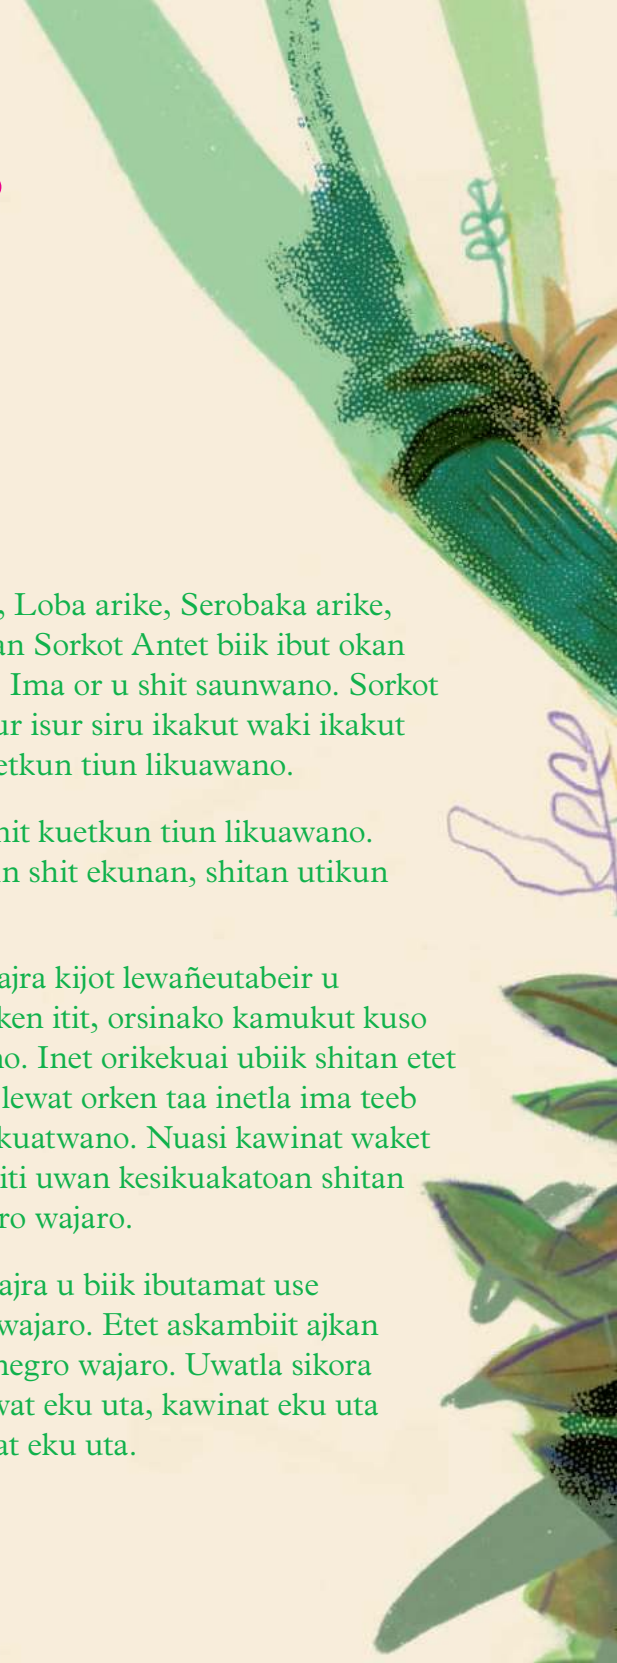 , Loba arike, Serobaka arike,
an Sorkot Antet biik ibut okan
. Ima or u shit saunwano. Sorkot
ur isur siru ikakut waki ikakut
etkun tiun likuawano.
hit kuetkun tiun likuawano.
n shit ekunan, shitan utikun
ajra kijot lewañeutabeir u
ken itit, orsinako kamukut kuso
no. Inet orikekuai ubiik shitan etet
lewat orken taa inetla ima teeb
kuatwano. Nuasi kawinat waket
iti uwan kesikuakatoan shitan
ro wajaro.
ajra u biik ibutamat use
wajaro. Etet askambiit ajkan
negro wajaro. Uwatla sikora
wat eku uta, kawinat eku uta
at eku uta.